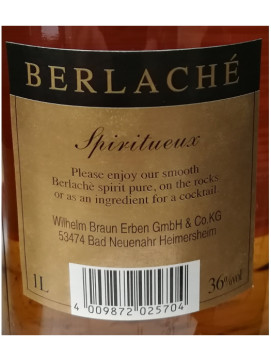 BERLACHÉ
Spiritueux
Please enjoy our smooth
Berlachè spirit pure, on the rocks
or as an ingredient for a cocktail
Wilhelm Braun Erben GmbH & Co.KG
53474 Bad Neuenahr Heimersheim
1L
36%vol
4 009872 025704